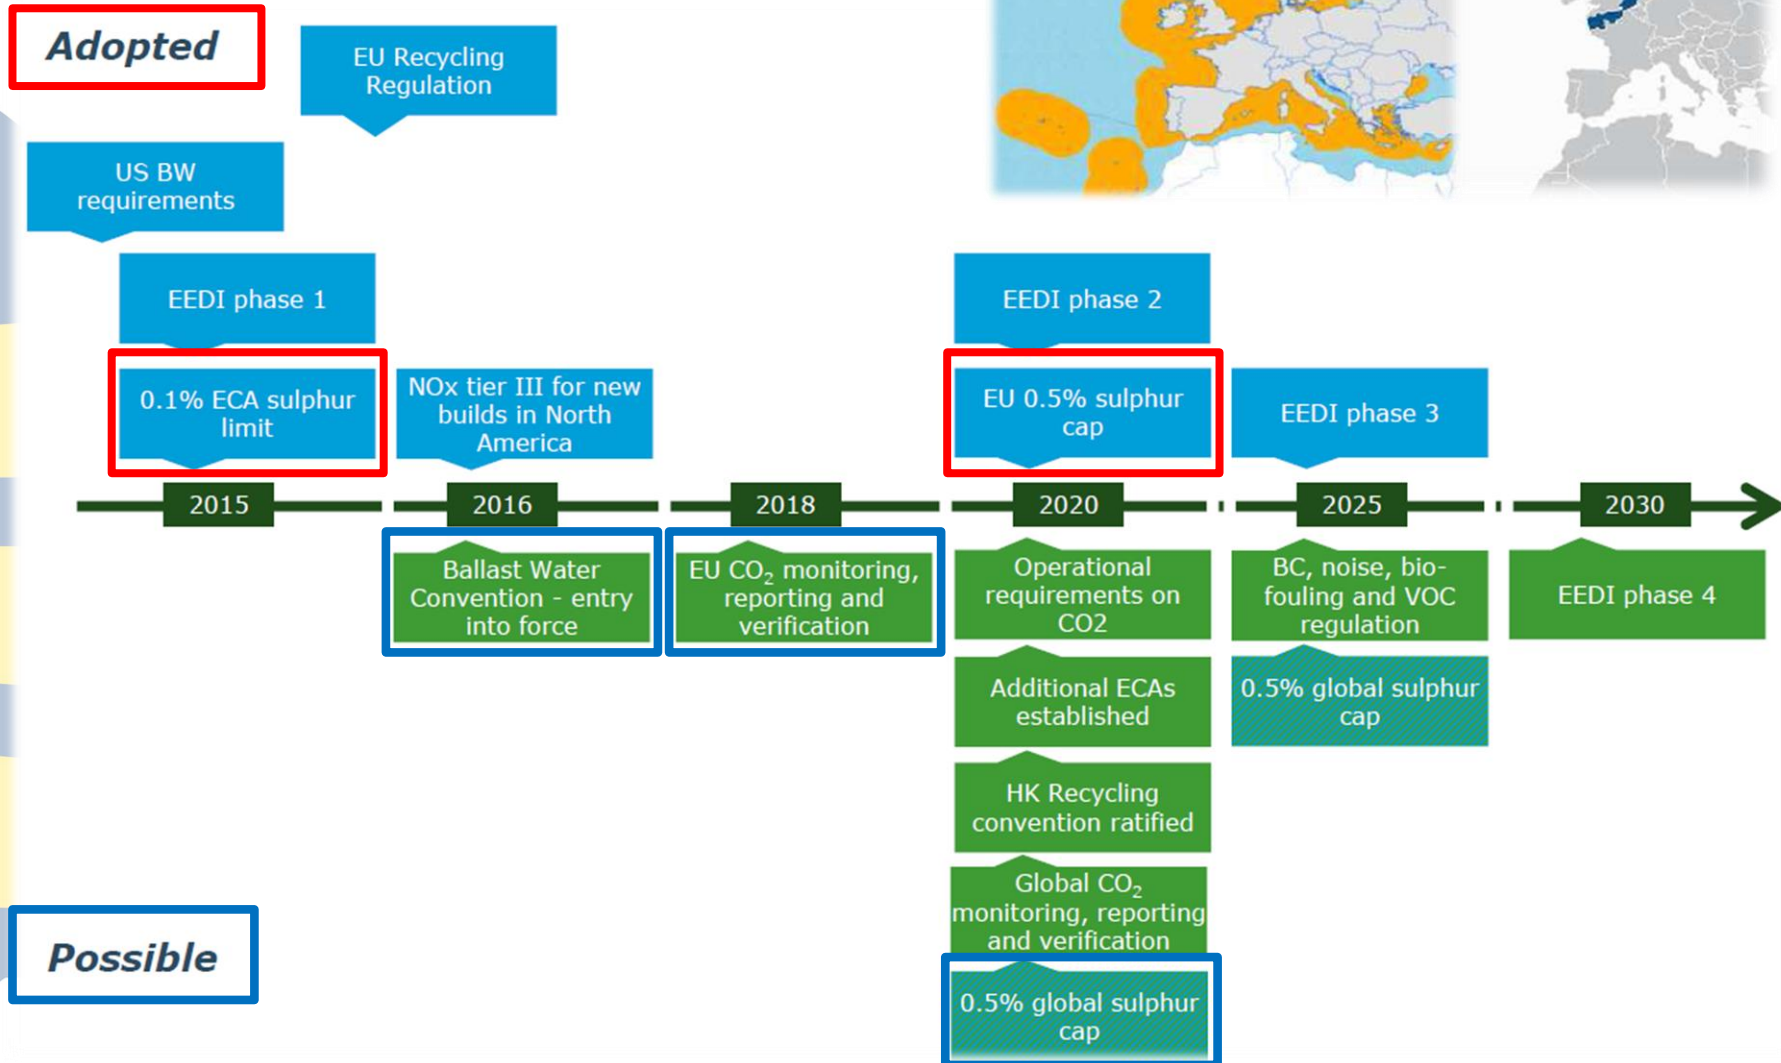 Adopted
EU Recycling
Regulation
US BW
requirements
EEDI phase 1
EEDI phase 2
0.1% ECA sulphur
limit
NOx tier III for new
builds in North
America
EU 0.5% sulphur
cap
EEDI phase 3
2015
2016
2018
2020
2025
2030
Ballast Water
Convention - entry
into force
EU CO₂ monitoring,
reporting and
verification
Operational
requirements on
CO2
BC, noise, bio-
fouling and VOC
regulation
EEDI phase 4
Additional ECAs
established
0.5% global sulphur
cap
HK Recycling
convention ratified
Global CO₂
monitoring, reporting
and verification
Possible
0.5% global sulphur
cap